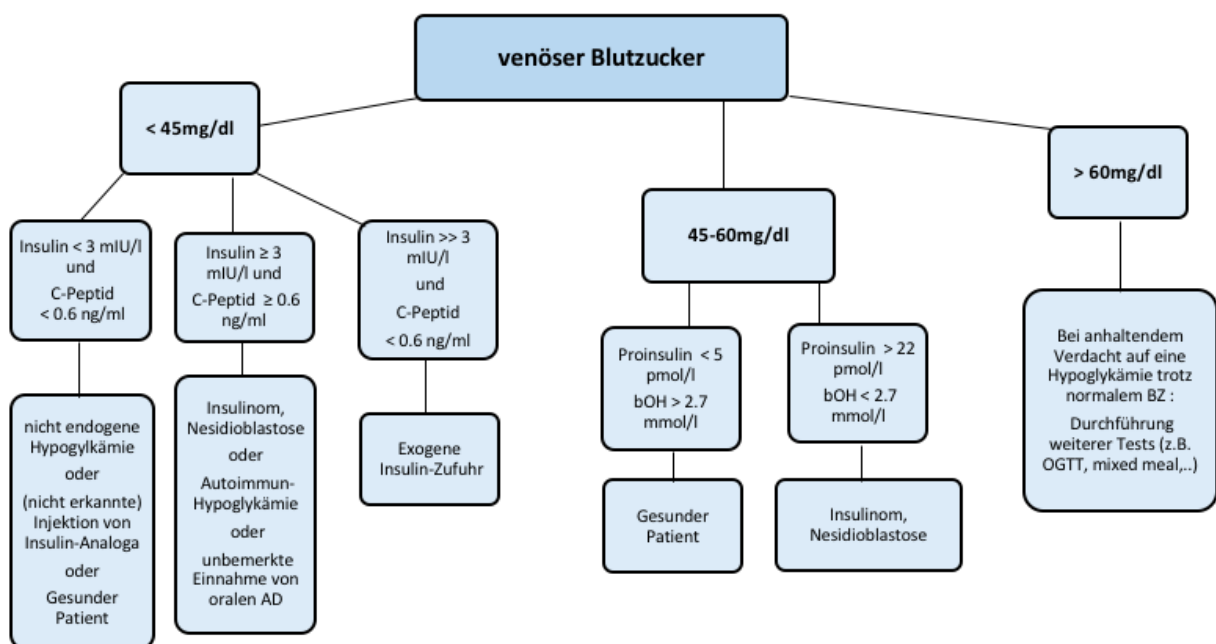 venöser Blutzucker
< 45mg/dl
Insulin < 3 mIU/l
und
C-Peptid
< 0.6 ng/ml
nicht endogene
Hypogylkämie
oder
(nicht erkannte)
Injektion von
Insulin-Analoga
oder
Gesunder
Patient
Insulin ≥ 3
mIU/l und
C-Peptid ≥ 0.6
ng/ml
Insulinom,
Nesidioblastose
oder
Autoimmun-
Hypoglykämie
oder
unbemerkte
Einnahme von
oralen AD
Insulin >> 3
mIU/l
und
C-Peptid
< 0.6 ng/ml
Exogene
Insulin-Zufuhr
45-60mg/dl
Proinsulin < 5
pmol/l
bOH > 2.7
mmol/l
Gesunder
Patient
Proinsulin > 22
pmol/l
bOH < 2.7
mmol/l
Insulinom,
Nesidioblastose
> 60mg/dl
Bei anhaltendem
Verdacht auf eine
Hypoglykämie trotz
normalem BZ :
Durchführung
weiterer Tests (z.B.
OGTT, mixed meal,..)